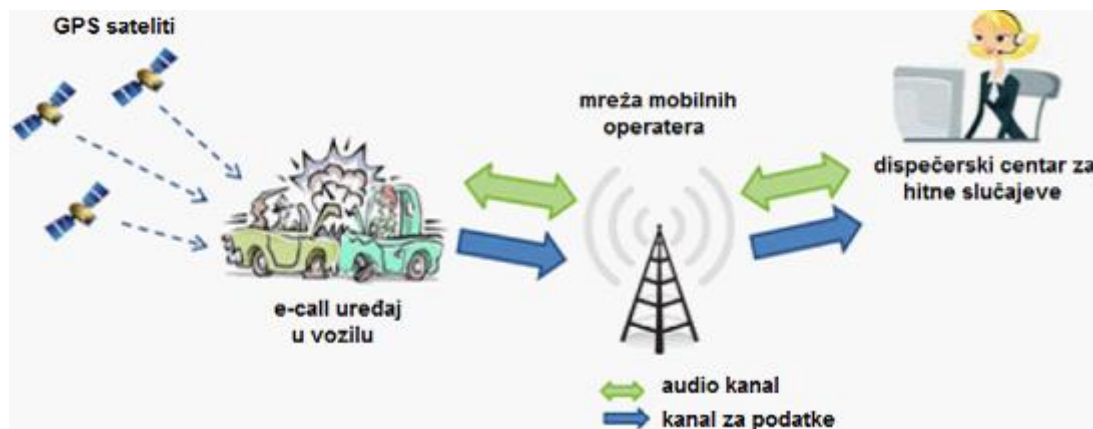 GPS sateliti
mreža mobilnih
operatera
dispečerski centar za
hitne slučajeve
e-call uređaj
u vozilu
audio kanal
kanal za podatke